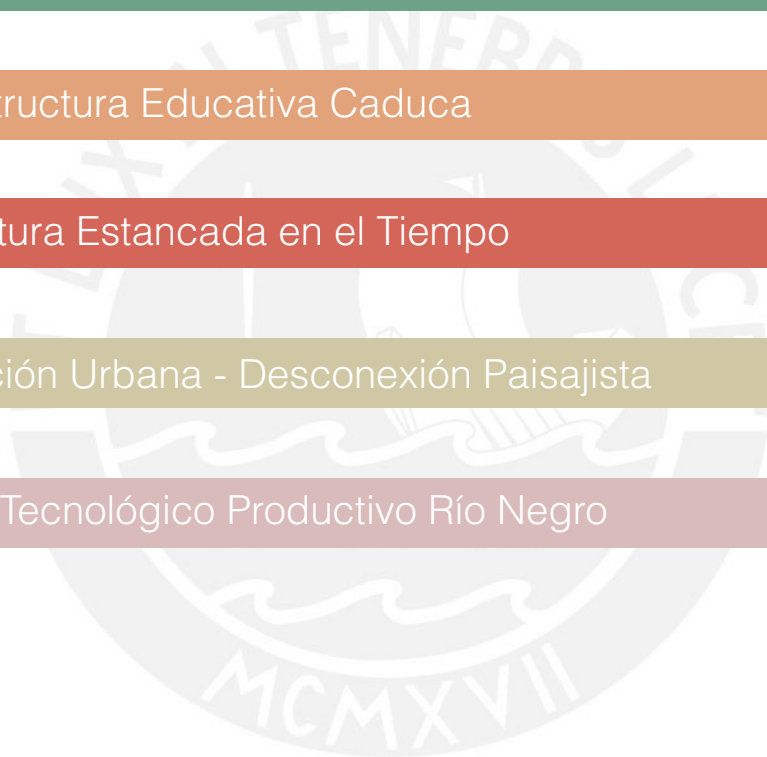 tructura Educativa Caduca
tura Estancada en el Tiempo
ción Urbana - Desconexión Paisajista
Tecnológico Productivo Río Negro
MCMXVII